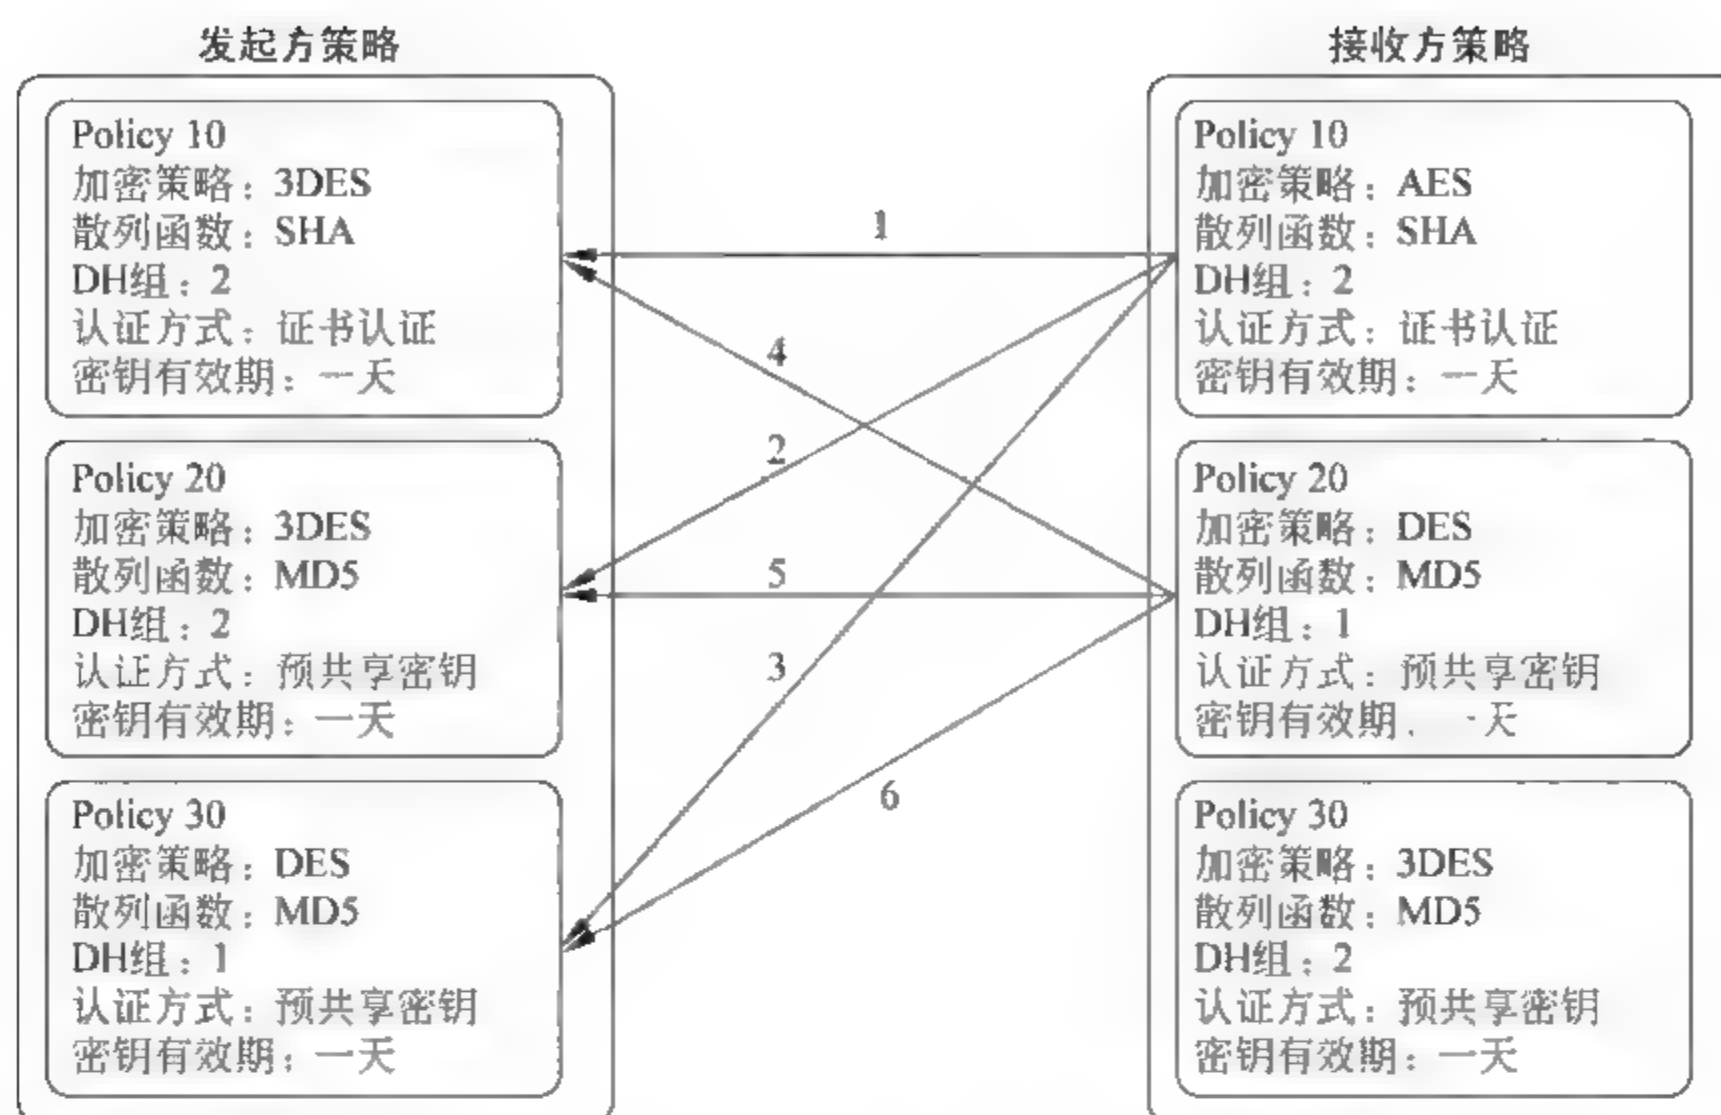 发起方策略
Policy 10
加密策略：3DES
散列函数：SHA
DH组：2
认证方式：证书认证
密钥有效期：一天
Policy 20
加密策略：3DES
散列函数：MD5
DH组：2
认证方式：预共享密钥
密钥有效期：一天
Policy 30
加密策略：DES
散列函数：MD5
DH组：1
认证方式：预共享密钥
密钥有效期：一天
1
4
2
5
3
6
接收方策略
Policy 10
加密策略：AES
散列函数：SHA
DH组：2
认证方式：证书认证
密钥有效期：一天
Policy 20
加密策略：DES
散列函数：MD5
DH组：1
认证方式：预共享密钥
密钥有效期：一天
Policy 30
加密策略：3DES
散列函数：MD5
DH组：2
认证方式：预共享密钥
密钥有效期：一天